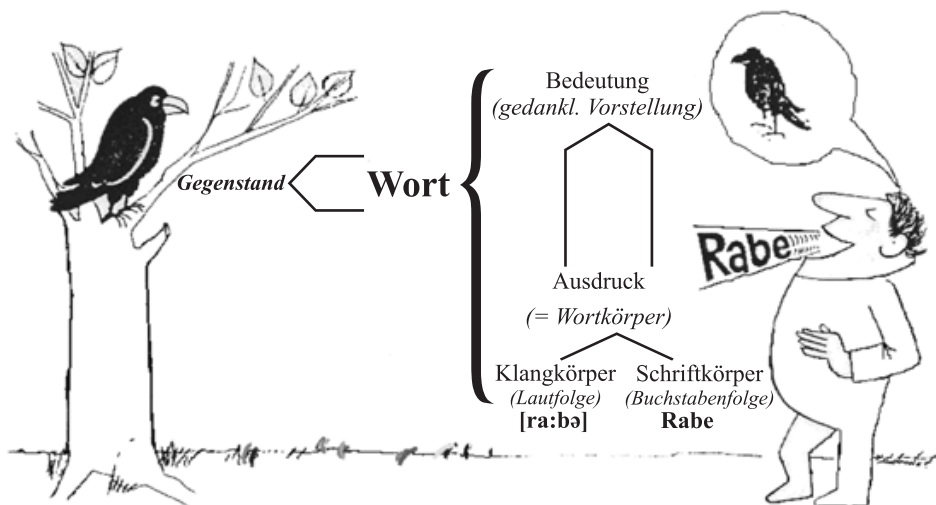 Bedeutung
(gedankl. Vorstellung)
Gegenstand
Wort
Rabe
Ausdruck
(= Wortkörper)
Klangkörper
(Lautfolge)
[ra:bə]
Schriftkörper
(Buchstabenfolge)
Rabe